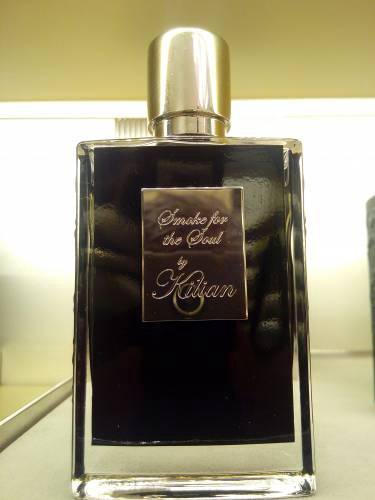 Smoke for
the Soul
by
Kilian